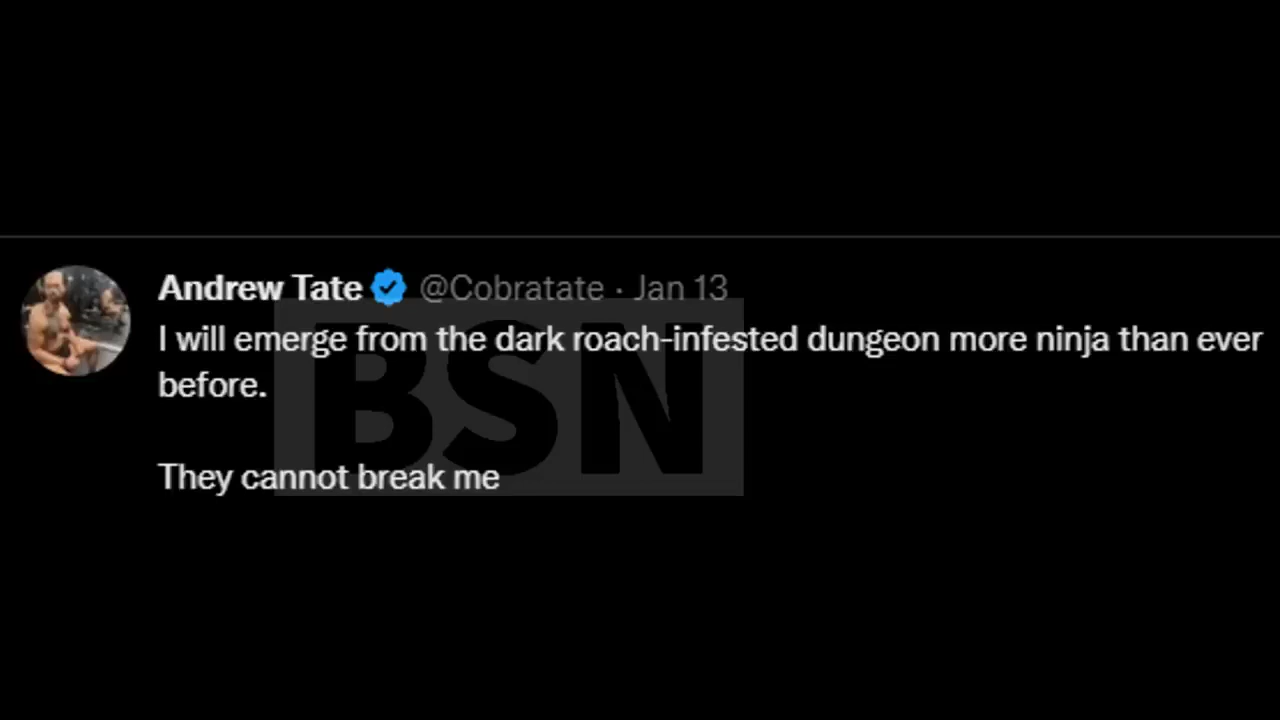 Andrew Tate @Cobratate · Jan 13
I will emerge from the dark roach-infested dungeon more ninja than ever
before.
They cannot break me
BSN